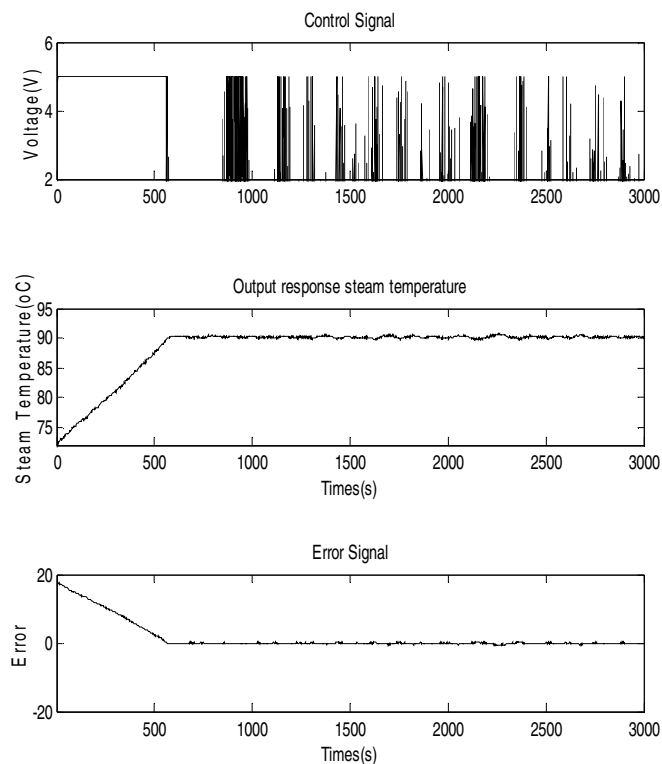 Control Signal
Voltage(V)
6
4
2
0 500 1000 1500 2000 2500 3000
Output response steam temperature
Steam Temperature(oC)
95
90
85
80
75
0 500 1000 1500 2000 2500 3000
Times(s)
Error Signal
Error
20
0
-20
0 500 1000 1500 2000 2500 3000
Times(s)